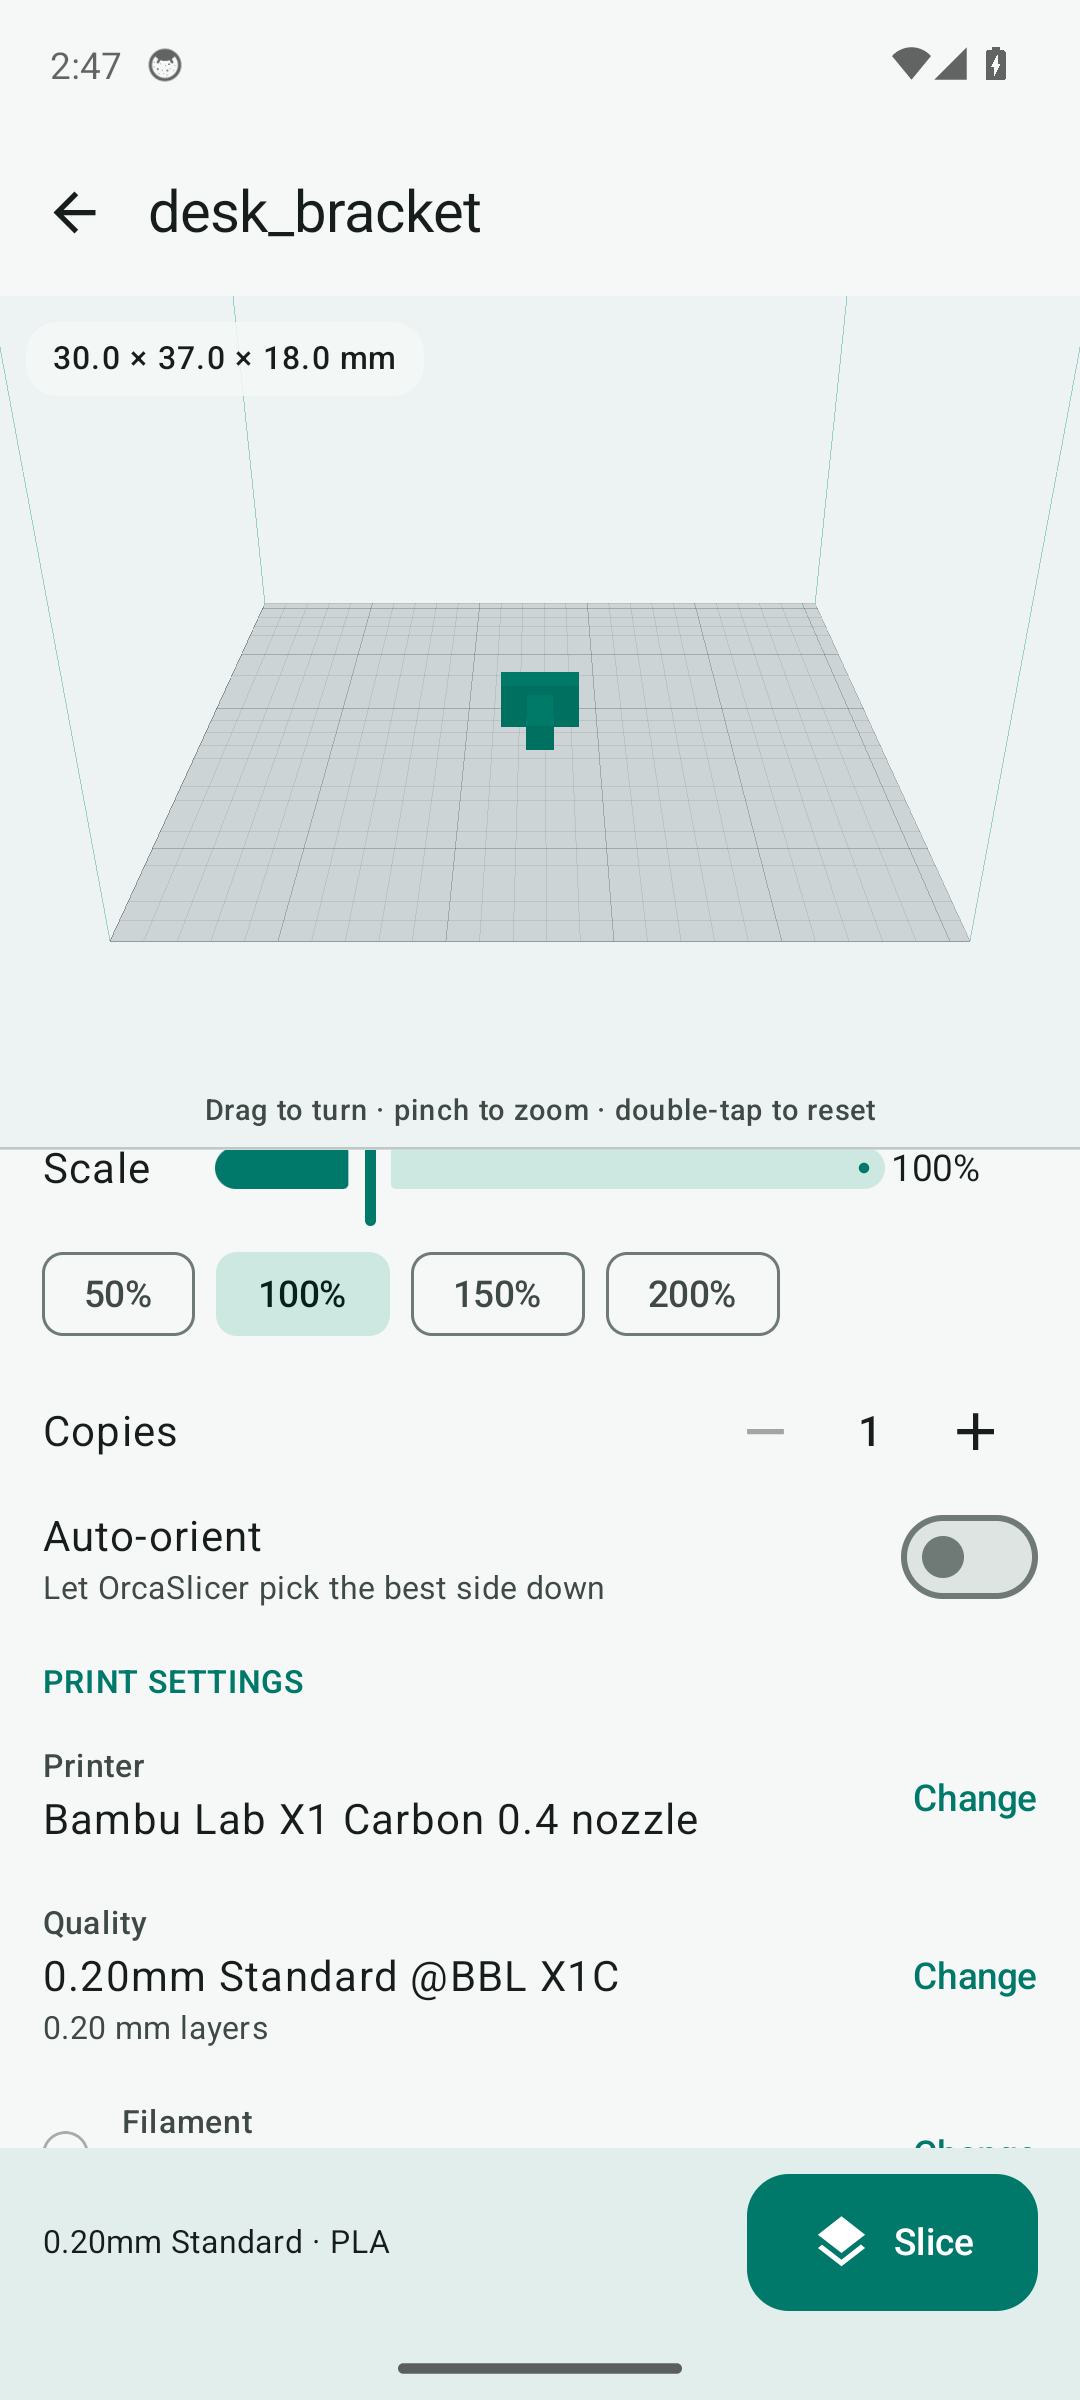 2:47
desk_bracket
30.0 × 37.0 × 18.0 mm
Drag to turn · pinch to zoom · double-tap to reset
Scale 100%
50% 100% 150% 200%
Copies 1
Auto-orient
Let OrcaSlicer pick the best side down
PRINT SETTINGS
Printer
Bambu Lab X1 Carbon 0.4 nozzle
Change
Quality
0.20mm Standard @BBL X1C
Change
0.20 mm layers
Filament
0.20mm Standard · PLA
Slice